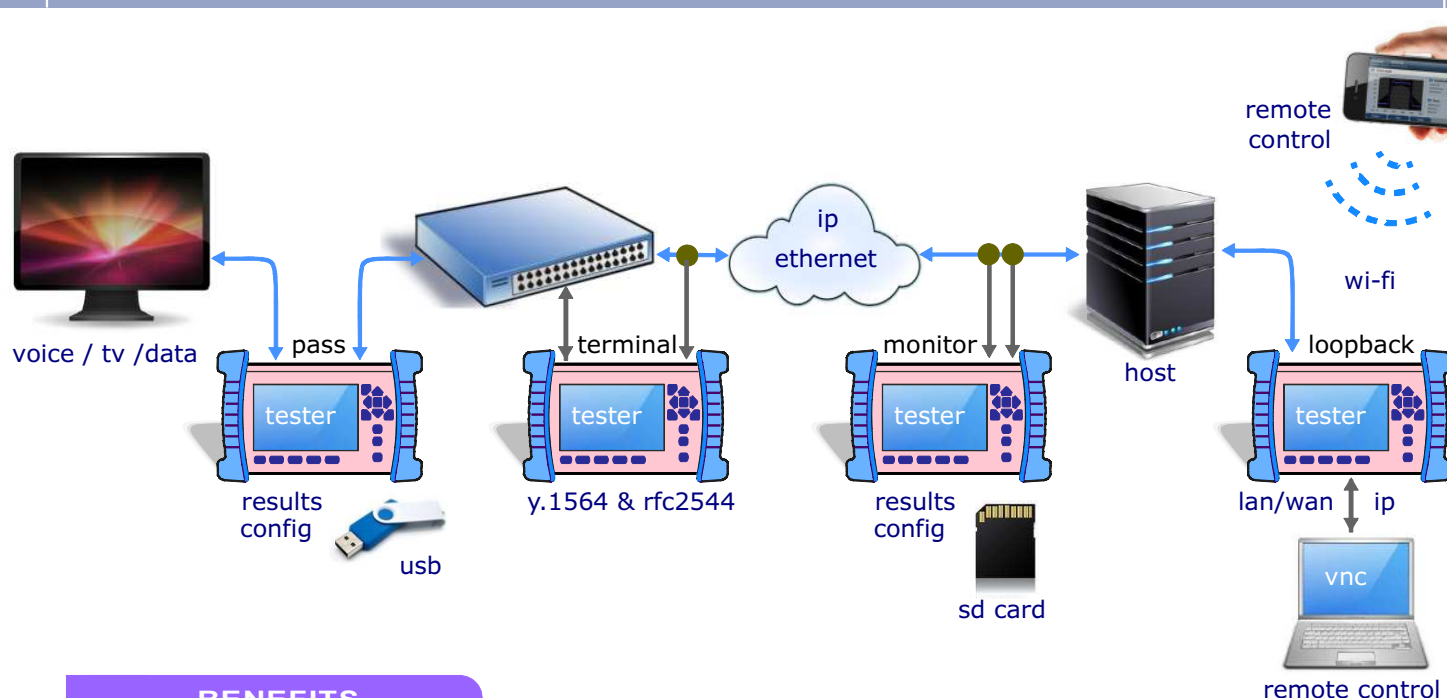 remote
control
ip
ethernet
wi-fi
voice / tv /data
pass
terminal
monitor
host
loopback
tester
tester
tester
tester
results
config
usb
y.1564 & rfc2544
results
config
sd card
lan/wan
ip
vnc
remote control
BENEFITS